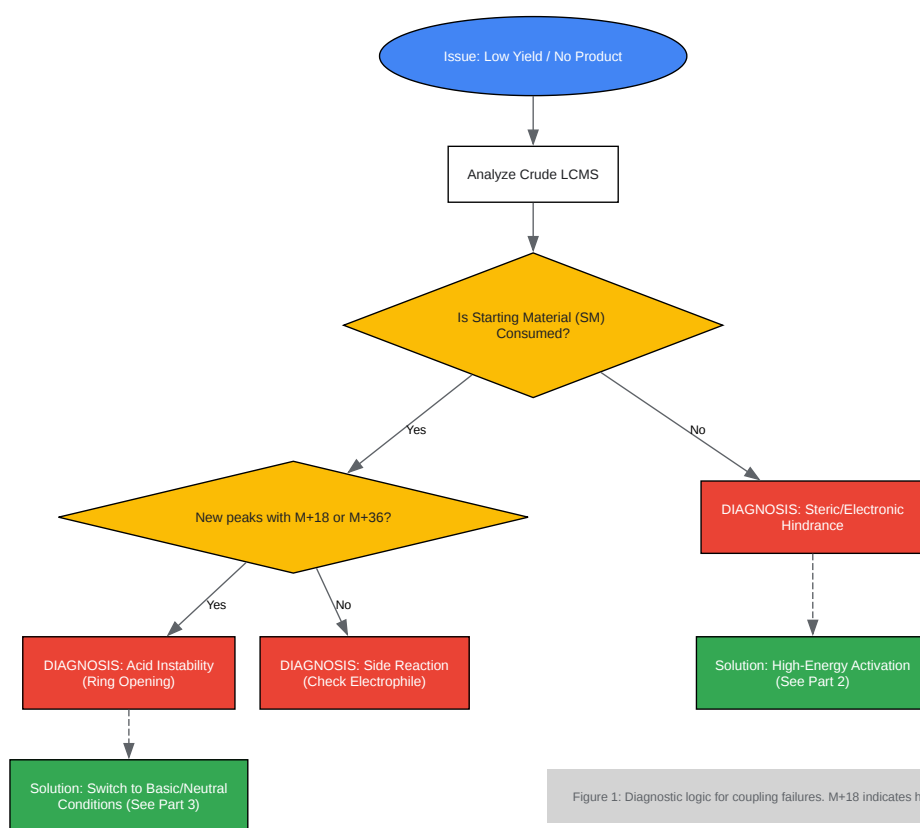 Issue: Low Yield / No Product
Analyze Crude LCMS
Is Starting Material (SM)
Consumed?
Yes
No
New peaks with M+18 or M+36?
DIAGNOSIS: Steric/Electronic
Hindrance
Yes
No
DIAGNOSIS: Acid Instability
(Ring Opening)
DIAGNOSIS: Side Reaction
(Check Electrophile)
Solution: High-Energy Activation
(See Part 2)
Solution: Switch to Basic/Neutral
Conditions (See Part 3)
Figure 1: Diagnostic logic for coupling failures. M+18 indicates